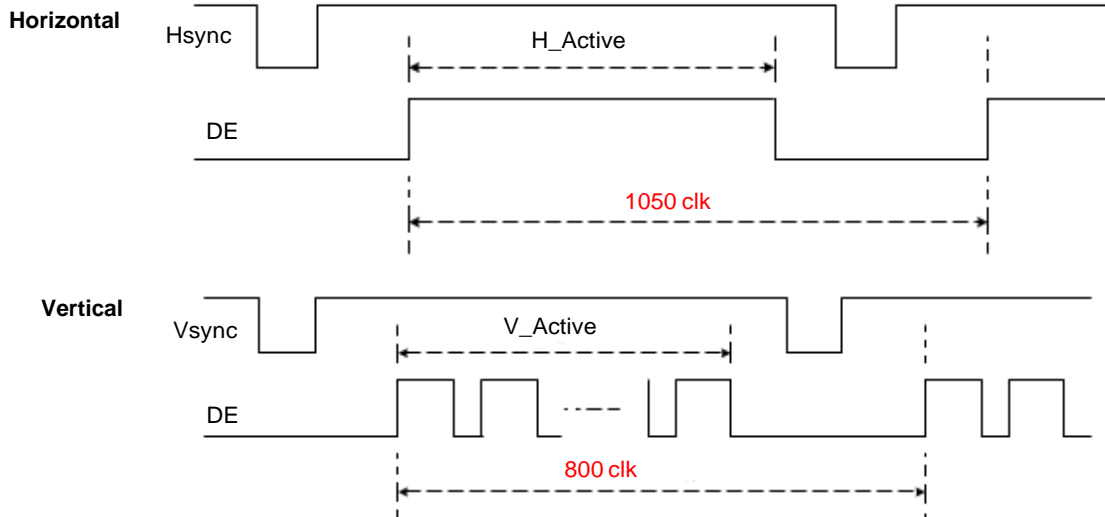 Horizontal
Hsync
H_Active
DE
1050 clk
Vertical
Vsync
V_Active
DE
800 clk